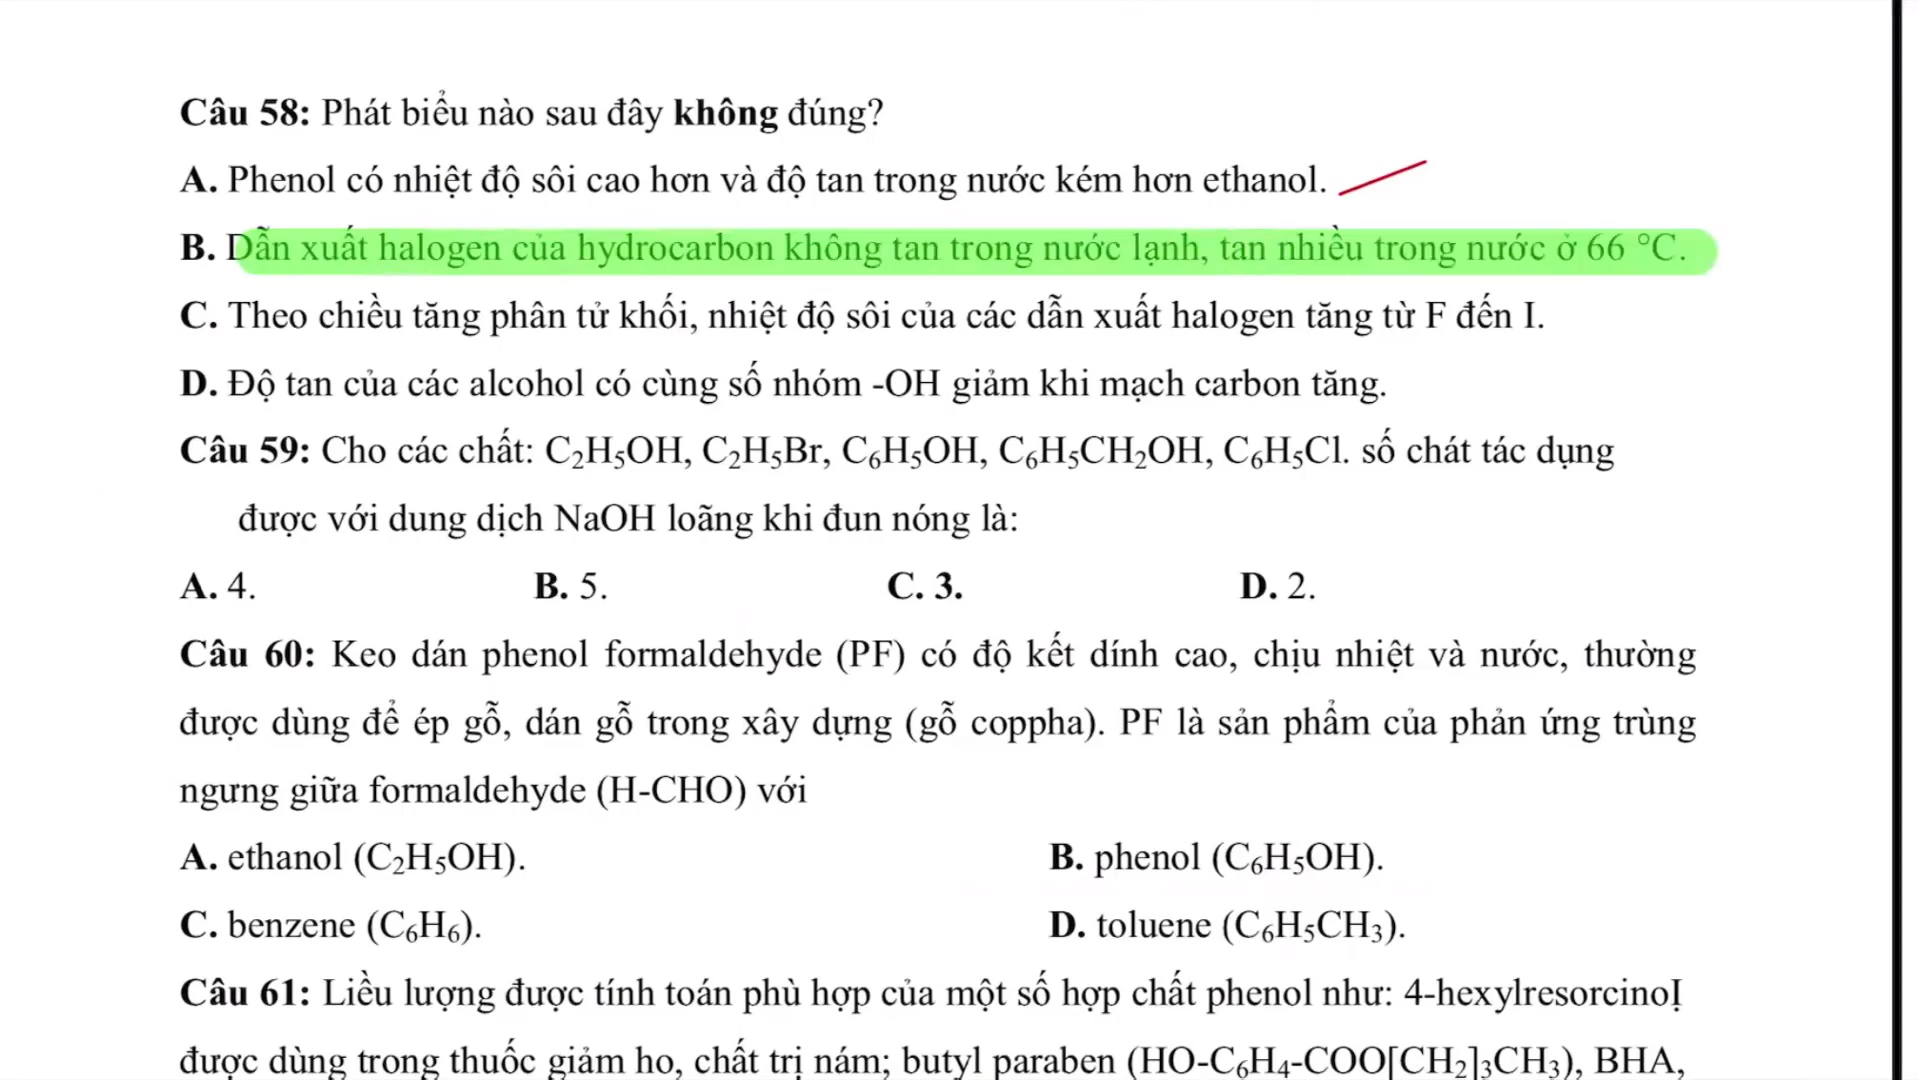 Câu 58: Phát biểu nào sau đây không đúng?
A. Phenol có nhiệt độ sôi cao hơn và độ tan trong nước kém hơn ethanol.
B. Dẫn xuất halogen của hydrocarbon không tan trong nước lạnh, tan nhiều trong nước ở 66 °C.
C. Theo chiều tăng phân tử khối, nhiệt độ sôi của các dẫn xuất halogen tăng từ F đến I.
D. Độ tan của các alcohol có cùng số nhóm -OH giảm khi mạch carbon tăng.
Câu 59: Cho các chất: C₂H₅OH, C₂H₅Br, C₆H₅OH, C₆H₅CH₂OH, C₆H₅Cl. số chát tác dụng
được với dung dịch NaOH loãng khi đun nóng là:
A. 4. B. 5. C. 3. D. 2.
Câu 60: Keo dán phenol formaldehyde (PF) có độ kết dính cao, chịu nhiệt và nước, thường
được dùng để ép gỗ, dán gỗ trong xây dựng (gỗ coppha). PF là sản phẩm của phản ứng trùng
ngưng giữa formaldehyde (H-CHO) với
A. ethanol (C₂H₅OH). B. phenol (C₆H₅OH).
C. benzene (C₆H₆). D. toluene (C₆H₅CH₃).
Câu 61: Liều lượng được tính toán phù hợp của một số hợp chất phenol như: 4-hexylresorcinoỊ
được dùng trong thuốc giảm ho, chất trị nám; butyl paraben (HO-C₆H₄-COO[CH₂]₃CH₃), BHA,